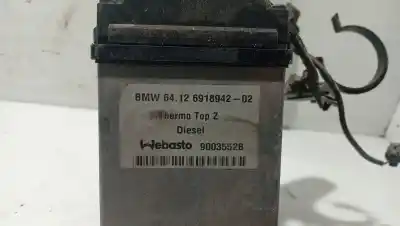 BMW 64.12 6918942-02
Thermo Top Z
Diesel
Webasto 90035528